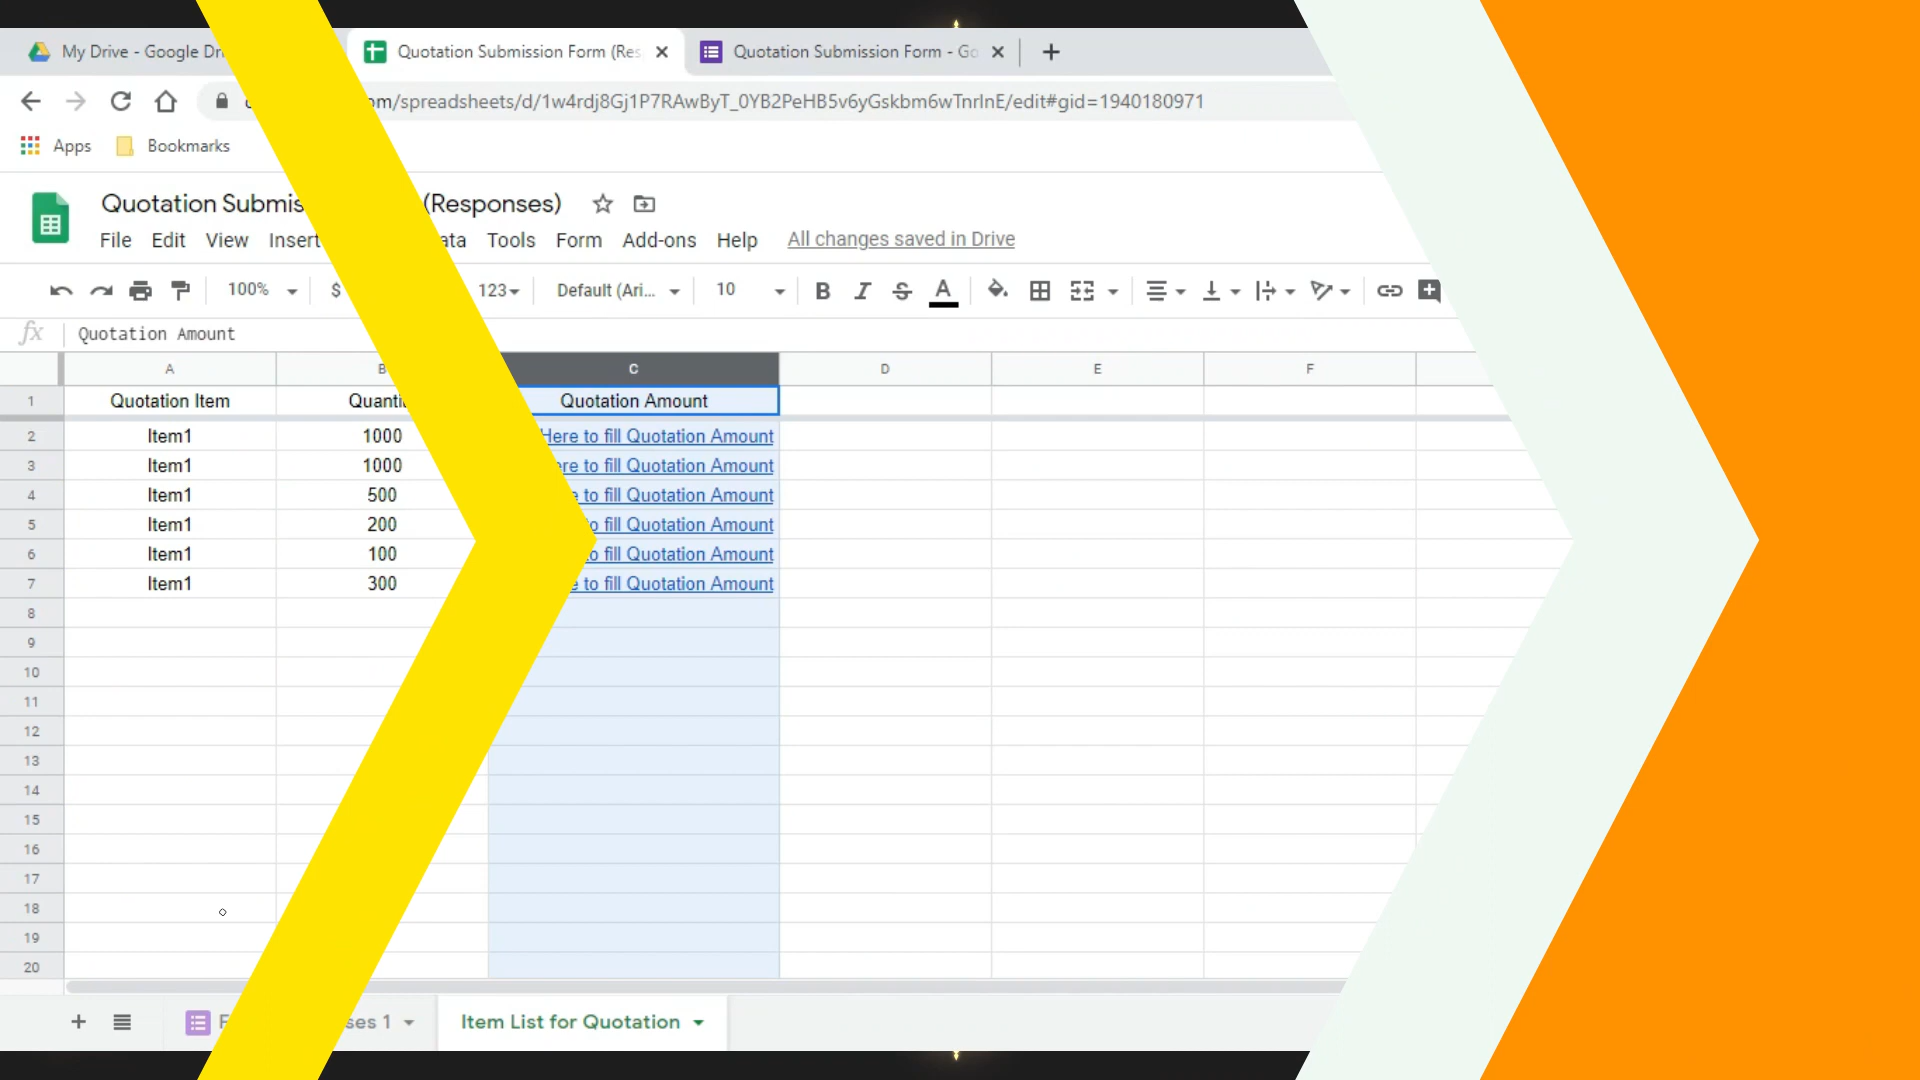 My Drive - Google Dr
Quotation Submission Form (Res
Quotation Submission Form - Go
om/spreadsheets/d/1w4rdj8Gj1P7RAwByT_0YB2PeHB5v6yGskbm6wTnrInE/edit#gid=1940180971
Apps
Bookmarks
Quotation Submis (Responses)
File Edit View Insert ata Tools Form Add-ons Help All changes saved in Drive
100% $ 123 Default (Ari... 10 B I S A
fx Quotation Amount
A B C D E F
1 Quotation Item Quanti Quotation Amount
2 Item1 1000 Here to fill Quotation Amount
3 Item1 1000 ere to fill Quotation Amount
4 Item1 500 e to fill Quotation Amount
5 Item1 200 o fill Quotation Amount
6 Item1 100 o fill Quotation Amount
7 Item1 300 e to fill Quotation Amount
8
9
10
11
12
13
14
15
16
17
18
19
20
ses 1
Item List for Quotation